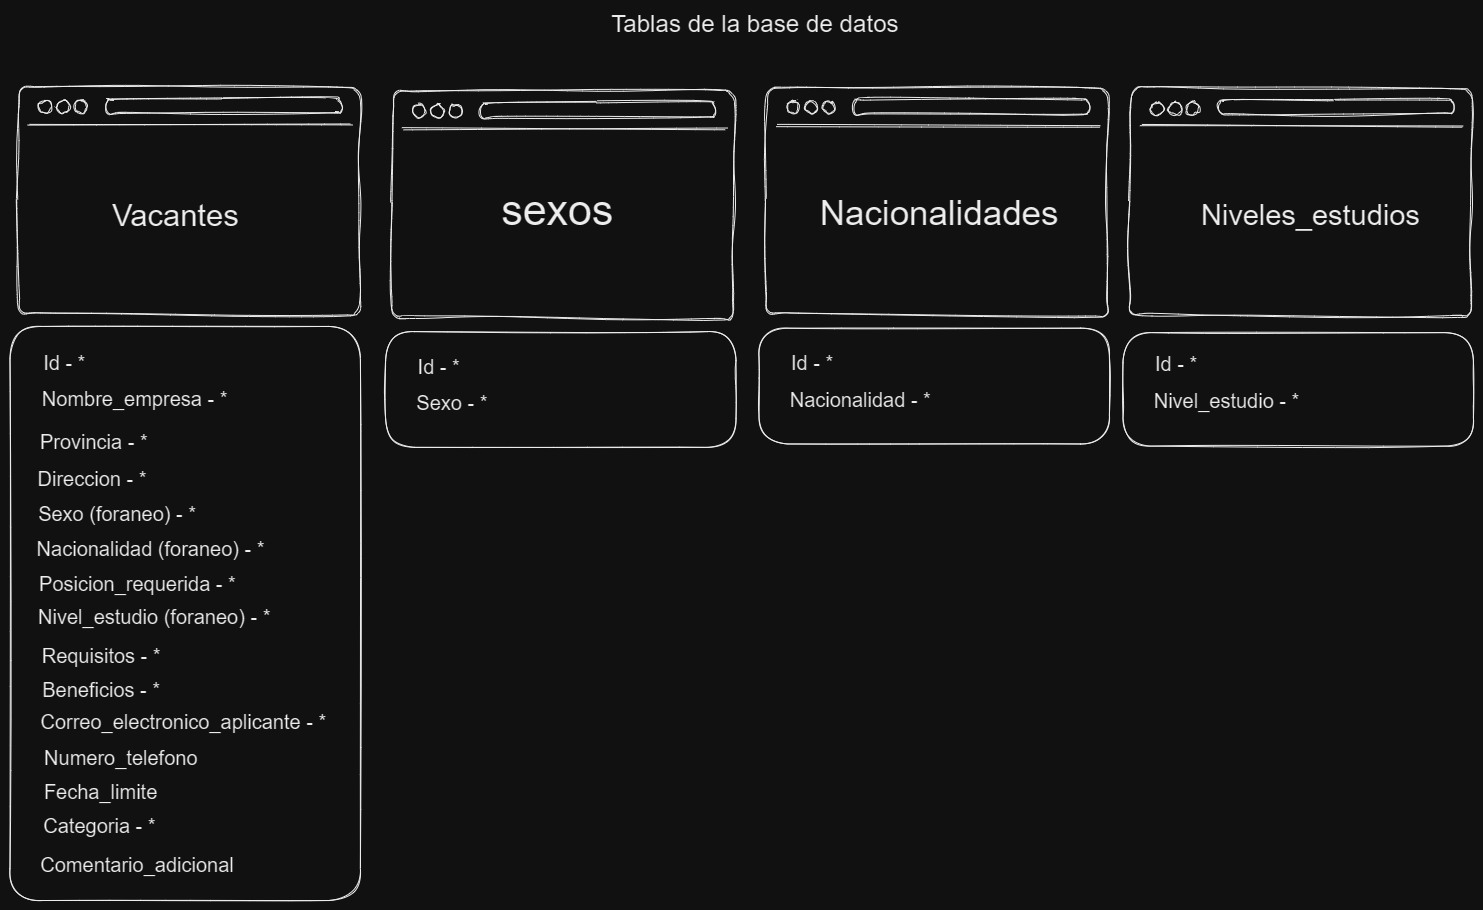 Tablas de la base de datos
Vacantes
Id - *
Nombre_empresa - *
Provincia - *
Direccion - *
Sexo (foraneo) - *
Nacionalidad (foraneo) - *
Posicion_requerida - *
Nivel_estudio (foraneo) - *
Requisitos - *
Beneficios - *
Correo_electronico_aplicante - *
Numero_telefono
Fecha_limite
Categoria - *
Comentario_adicional
sexos
Id - *
Sexo - *
Nacionalidades
Id - *
Nacionalidad - *
Niveles_estudios
Id - *
Nivel_estudio - *